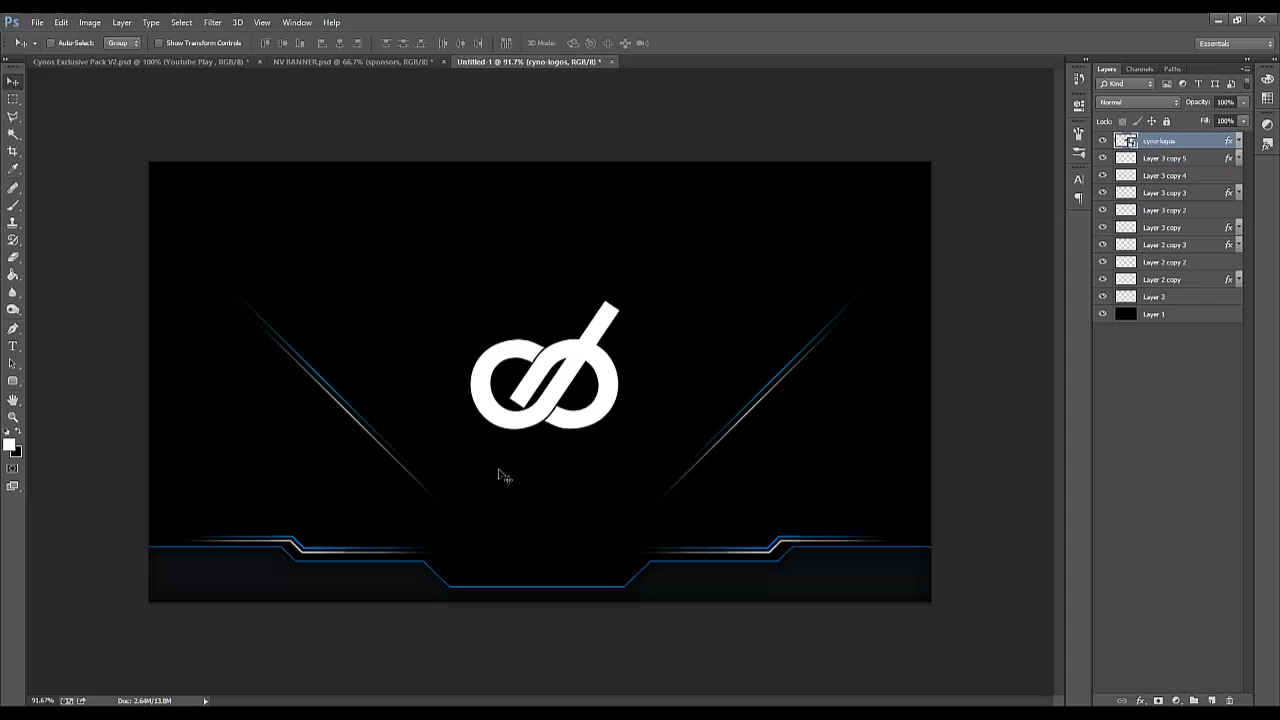 Ps File Edit Image Layer Type Select Filter 3D View Window Help
Auto-Select: Group Show Transform Controls 3D Mode: Essentials
Cynos Exclusive Pack V2.psd @ 100% (Youtube Play , RGB/8) * × NV BANNER.psd @ 66.7% (sponsors, RGB/8) * × Untitled-1 @ 91.7% (cyno-logos, RGB/8) * ×
Layers Channels Paths
Kind
Normal Opacity: 100%
Lock: Fill: 100%
cyno-logos fx
Layer 3 copy 5 fx
Layer 3 copy 4
Layer 3 copy 3 fx
Layer 3 copy 2
Layer 3 copy fx
Layer 2 copy 3 fx
Layer 2 copy 2
Layer 2 copy fx
Layer 2
Layer 1
91.67% Doc: 2.64M/13.8M